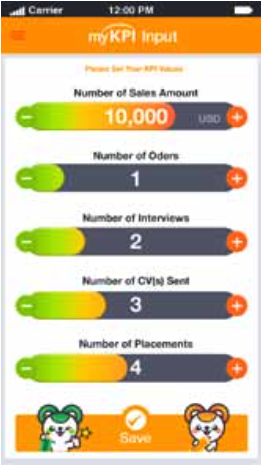 Carrier 12:00 PM
myKPI Input
Please Set Your KPI Values
Number of Sales Amount
10,000 USD
Number of Oders
1
Number of Interviews
2
Number of CV(s) Sent
3
Number of Placements
4
Save